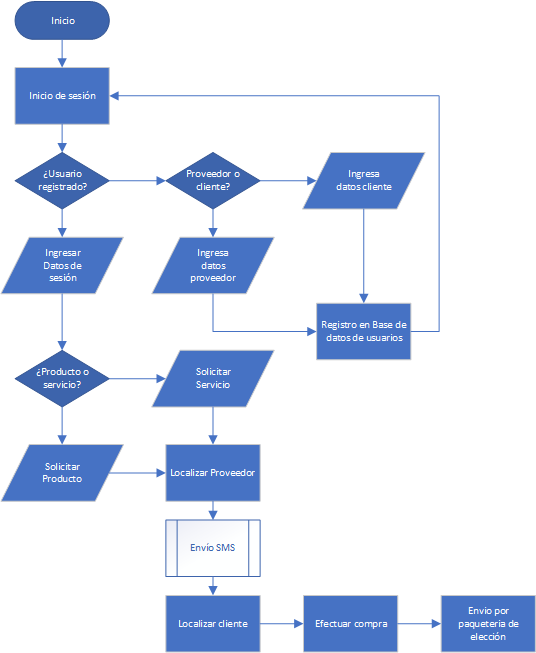 Inicio
Inicio de sesión
¿Usuario
registrado?
Proveedor o
cliente?
Ingresa
datos cliente
Ingresar
Datos de
sesión
Ingresa
datos
proveedor
Registro en Base de
datos de usuarios
¿Producto o
servicio?
Solicitar
Servicio
Solicitar
Producto
Localizar Proveedor
Envío SMS
Localizar cliente
Efectuar compra
Envio por
paqueteria de
elección